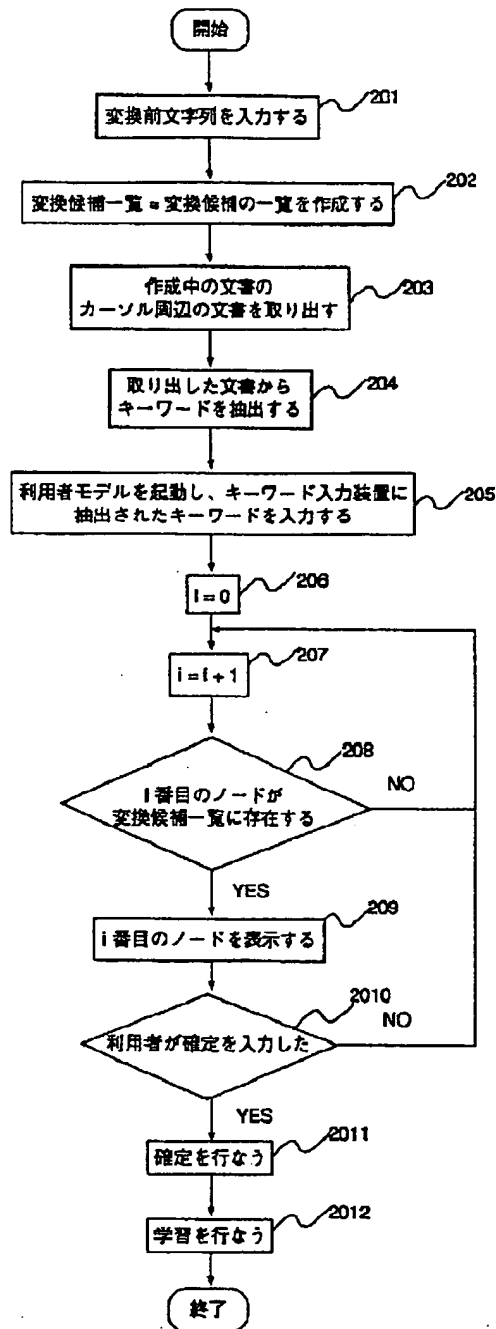 開始
変換前文字列を入力する
201
変換候補一覧=変換候補の一覧を作成する
202
作成中の文書の
カーソル周辺の文書を取り出す
203
取り出した文書から
キーワードを抽出する
204
利用者モデルを起動し、キーワード入力装置に
抽出されたキーワードを入力する
205
i=0
206
i=i+1
207
i番目のノードが
変換候補一覧に存在する
208
NO
YES
i番目のノードを表示する
209
利用者が確定を入力した
2010
NO
YES
確定を行なう
2011
学習を行なう
2012
終了